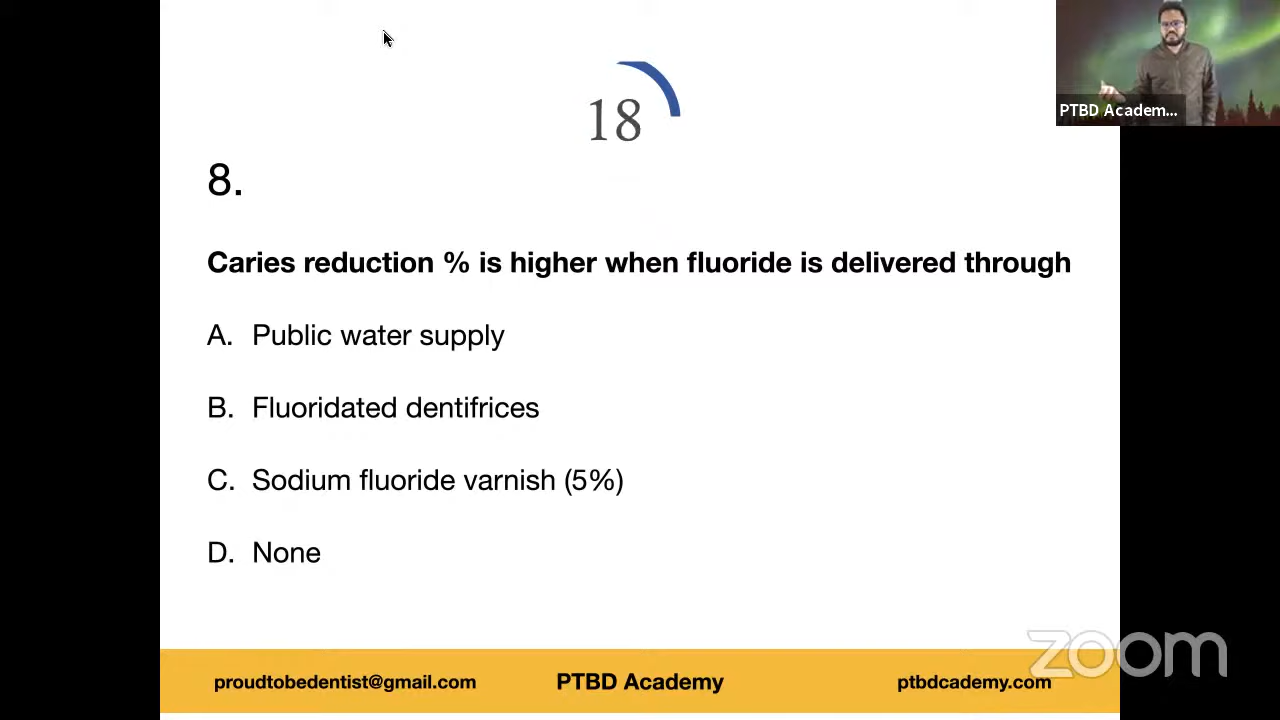 18
PTBD Academ...
8.
Caries reduction % is higher when fluoride is delivered through
A. Public water supply
B. Fluoridated dentifrices
C. Sodium fluoride varnish (5%)
D. None
zoom
proudtobedentist@gmail.com PTBD Academy ptbdcademy.com